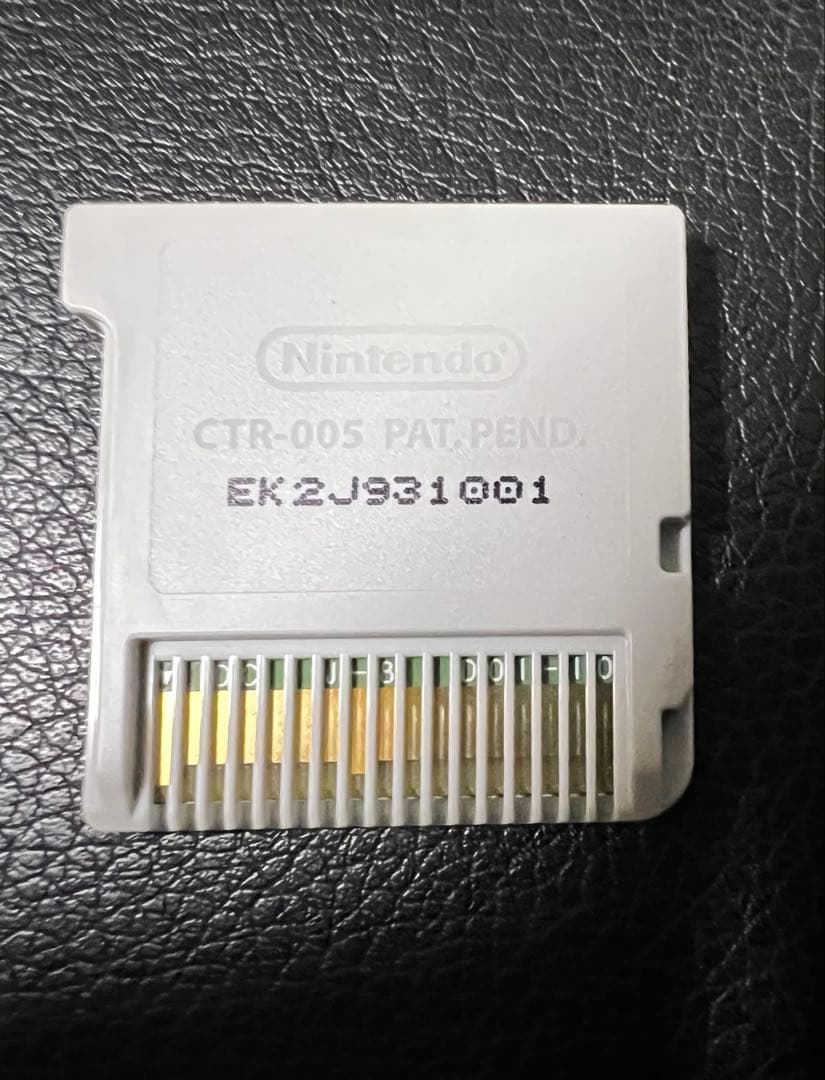 Nintendo®
CTR-005 PAT. PEND.
EK2J931001